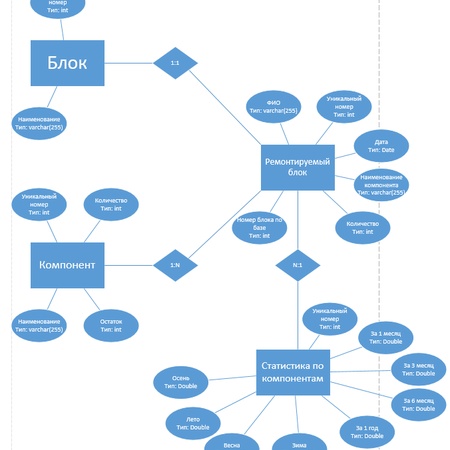 номер
Тип: int
Блок
1:1
Наименование
Тип: varchar(255)
ФИО
Тип: varchar(255)
Уникальный
номер
Тип: int
Дата
Тип: Date
Ремонтируемый
блок
Наименование
компонента
Тип: varchar(255)
Номер блока по
базе
Тип: int
Количество
Тип: int
Уникальный
номер
Тип: int
Количество
Тип: int
Компонент
1:N
N:1
Наименование
Тип: varchar(255)
Остаток
Тип: int
Уникальный
номер
Тип: int
За 1 месяц
Тип: Double
Статистика по
компонентам
За 3 месяц
Тип: Double
Осень
Тип: Double
За 6 месяц
Тип: Double
Лето
Тип: Double
За 1 год
Тип: Double
Весна
Зима